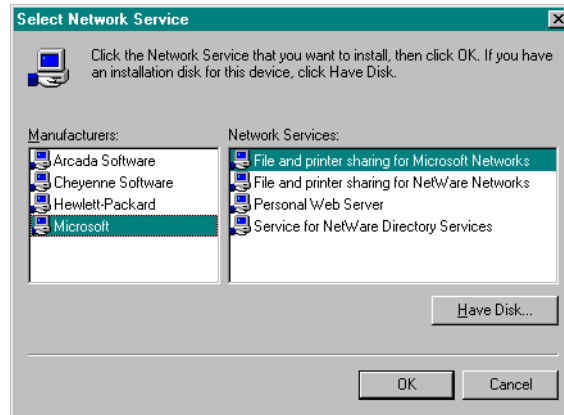 Select Network Service
Click the Network Service that you want to install, then click OK. If you have
an installation disk for this device, click Have Disk.
Manufacturers:
Arcada Software
Cheyenne Software
Hewlett-Packard
Microsoft
Network Services:
File and printer sharing for Microsoft Networks
File and printer sharing for NetWare Networks
Personal Web Server
Service for NetWare Directory Services
Have Disk...
OK
Cancel